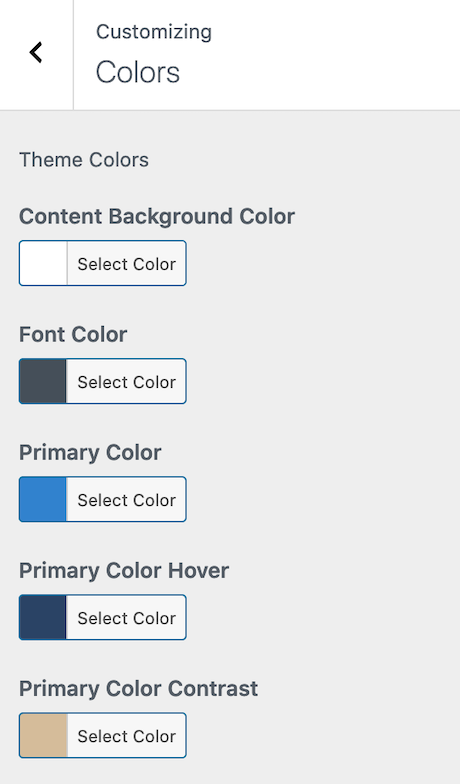 Customizing
Colors
Theme Colors
Content Background Color
Select Color
Font Color
Select Color
Primary Color
Select Color
Primary Color Hover
Select Color
Primary Color Contrast
Select Color